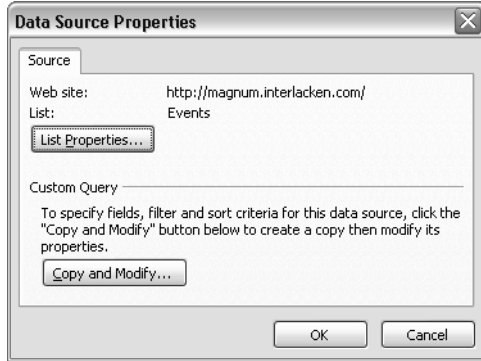 Data Source Properties
Source
Web site: http://magnum.interlacken.com/
List: Events
List Properties...
Custom Query
To specify fields, filter and sort criteria for this data source, click the
"Copy and Modify" button below to create a copy then modify its
properties.
Copy and Modify...
OK Cancel